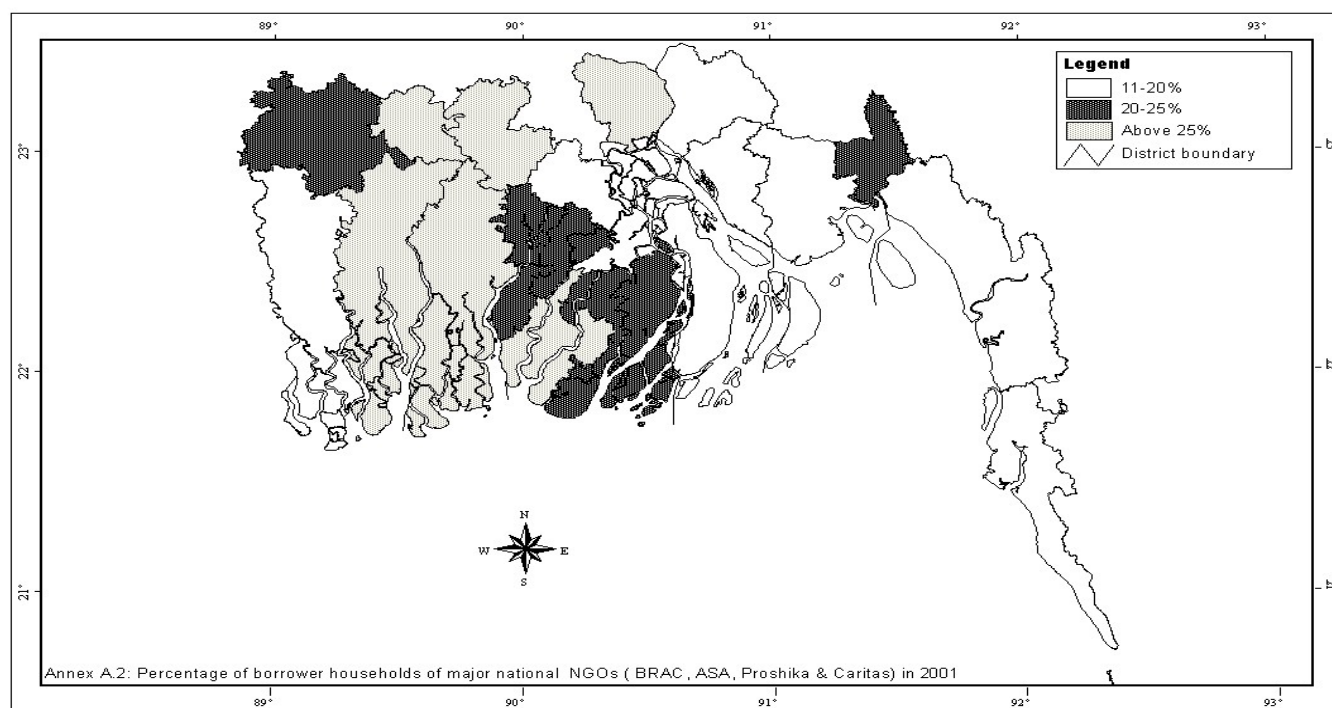 89° 90° 91° 92° 93°
Legend
11-20%
20-25%
Above 25%
District boundary
23°
22°
21°
N
W E
S
Annex A.2: Percentage of borrower households of major national NGOs ( BRAC , ASA, Proshika & Caritas) in 2001
89° 90° 91° 92° 93°